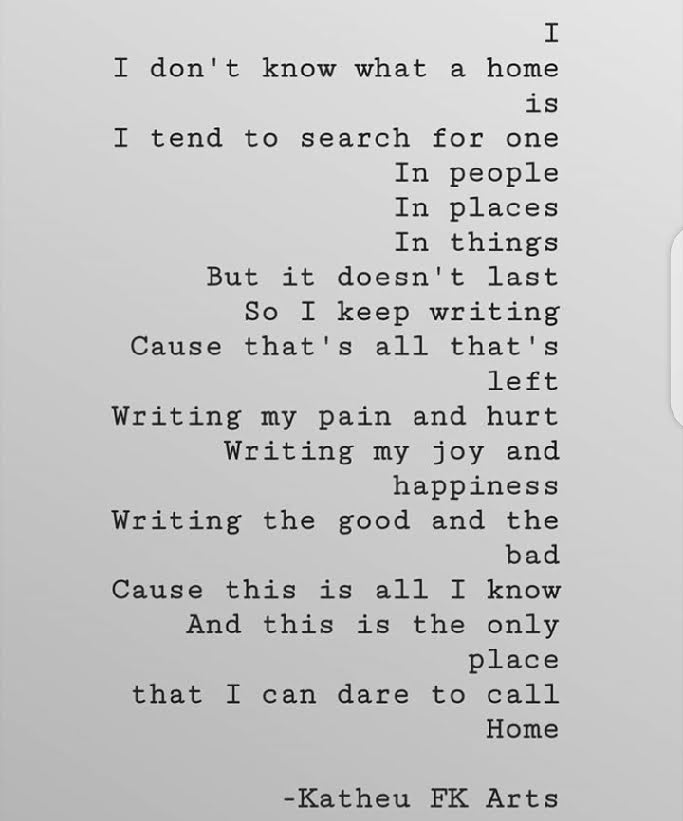 I
I don't know what a home
is
I tend to search for one
In people
In places
In things
But it doesn't last
So I keep writing
Cause that's all that's
left
Writing my pain and hurt
Writing my joy and
happiness
Writing the good and the
bad
Cause this is all I know
And this is the only
place
that I can dare to call
Home
-Katheu FK Arts